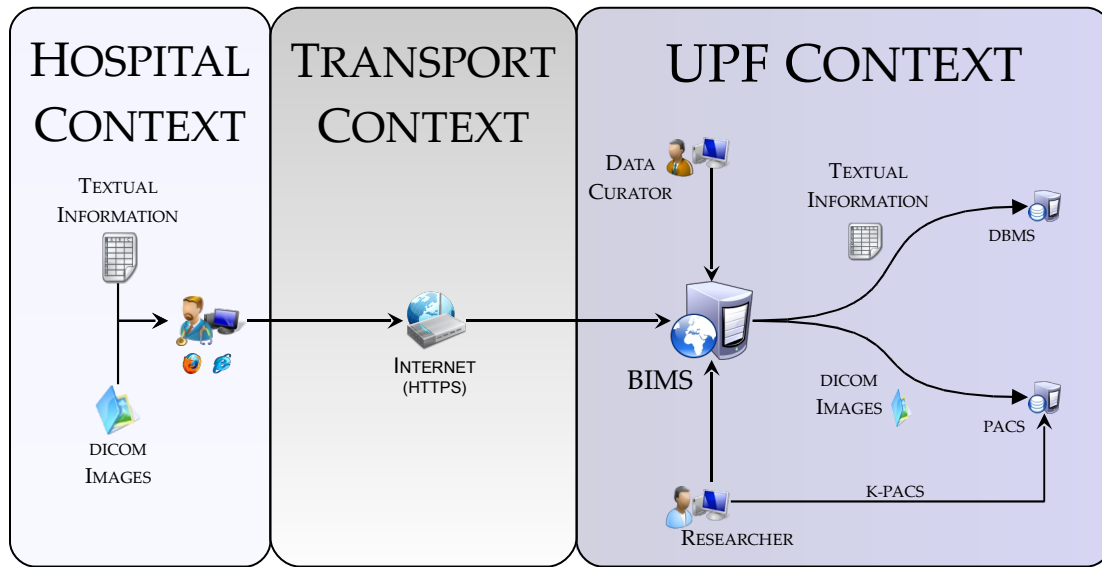 HOSPITAL
CONTEXT
TEXTUAL
INFORMATION
DICOM
IMAGES
TRANSPORT
CONTEXT
INTERNET
(HTTPS)
UPF CONTEXT
DATA
CURATOR
TEXTUAL
INFORMATION
DBMS
BIMS
DICOM
IMAGES
PACS
K-PACS
RESEARCHER